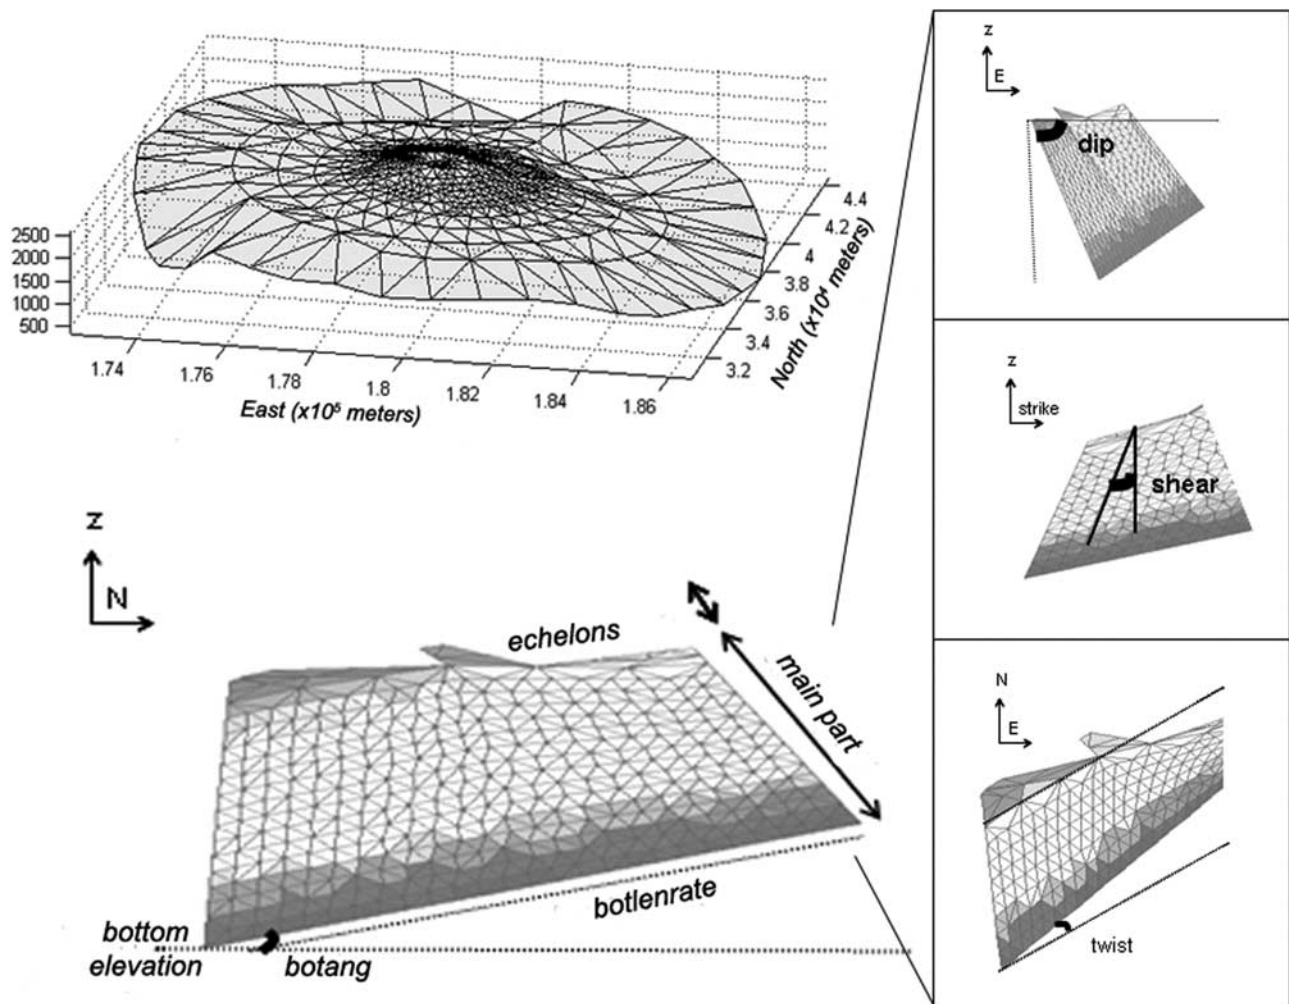 2500
2000
1500
1000
500
1.74
1.76
1.78
1.8
1.82
1.84
1.86
East (x10⁵ meters)
3.2
3.4
3.6
3.8
4
4.2
4.4
North (x10⁴ meters)
z
N
echelons
main part
botlenrate
bottom
elevation
botang
z
E
dip
z
strike
shear
N
E
twist